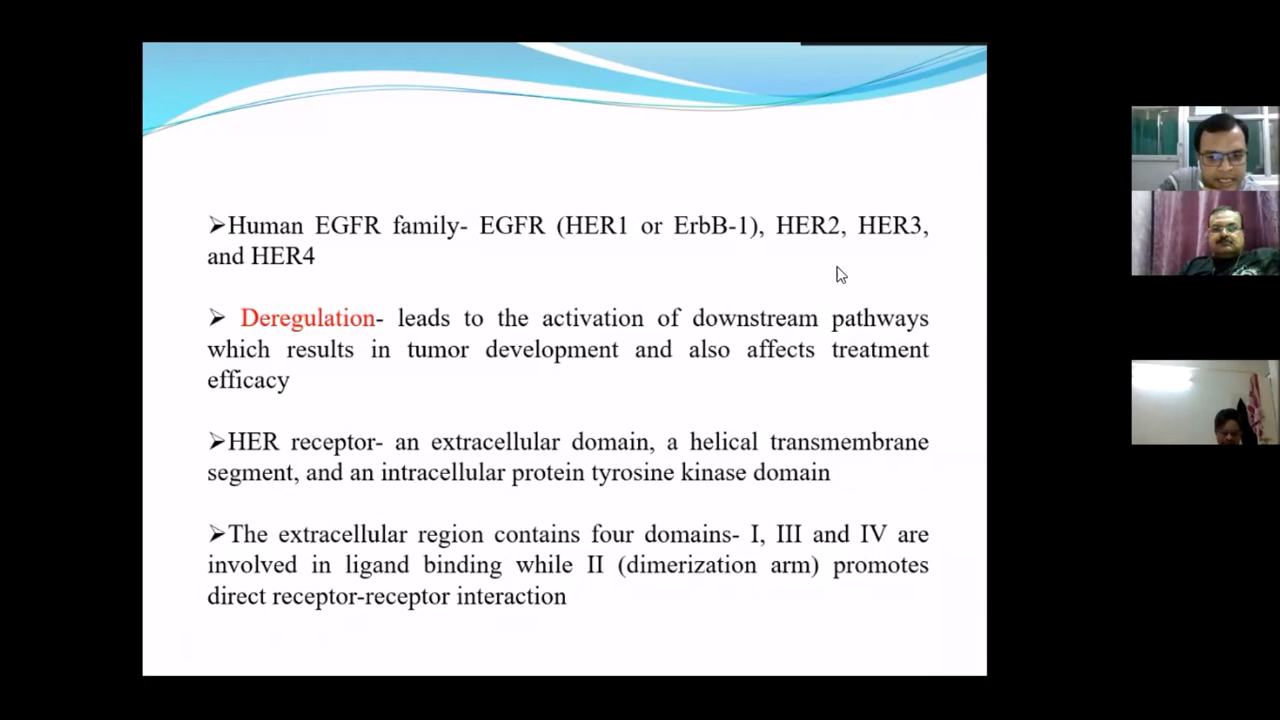 ➢Human EGFR family- EGFR (HER1 or ErbB-1), HER2, HER3,
and HER4
➢ Deregulation- leads to the activation of downstream pathways
which results in tumor development and also affects treatment
efficacy
➢HER receptor- an extracellular domain, a helical transmembrane
segment, and an intracellular protein tyrosine kinase domain
➢The extracellular region contains four domains- I, III and IV are
involved in ligand binding while II (dimerization arm) promotes
direct receptor-receptor interaction